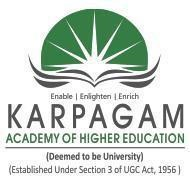 Enable | Enlighten | Enrich
KARPAGAM
ACADEMY OF HIGHER EDUCATION
(Deemed to be University)
(Established Under Section 3 of UGC Act, 1956 )